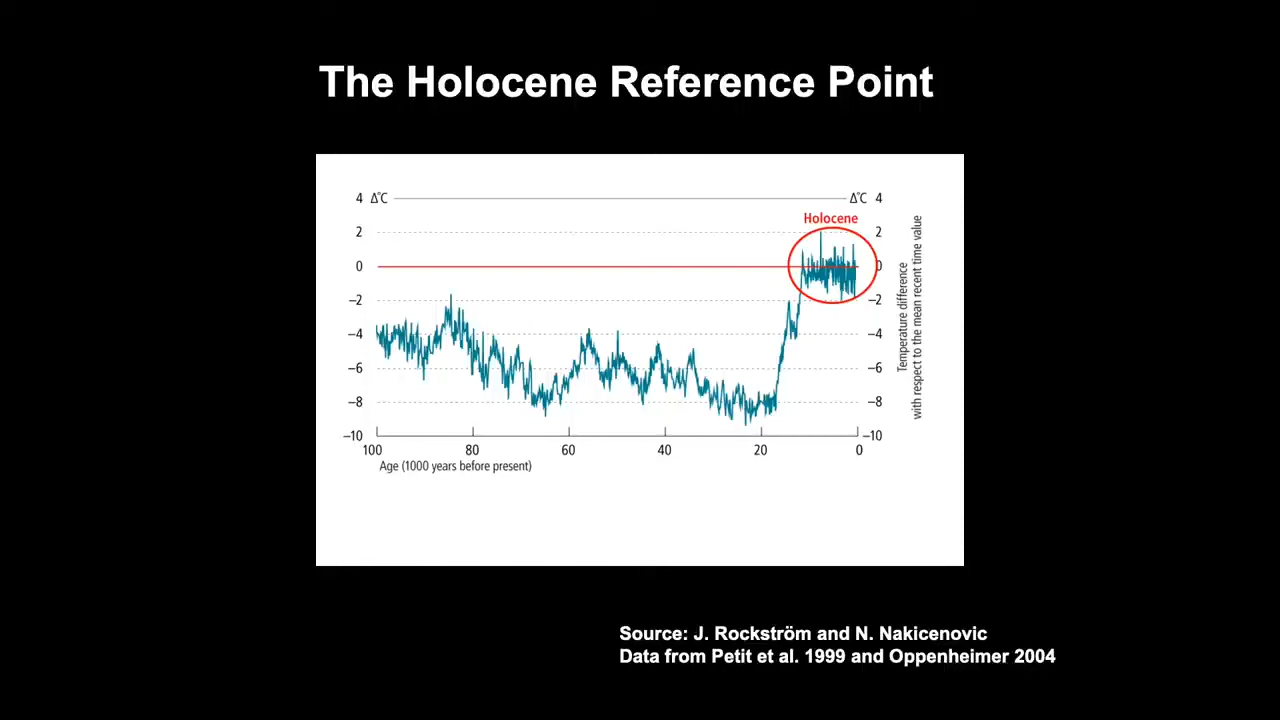 The Holocene Reference Point
4 Δ°C Δ°C 4
Holocene
2 2
0 0
−2 −2
−4 −4
−6 −6
−8 −8
−10 −10
100 80 60 40 20 0
Age (1000 years before present)
Temperature difference
with respect to the mean recent time value
Source: J. Rockström and N. Nakicenovic
Data from Petit et al. 1999 and Oppenheimer 2004